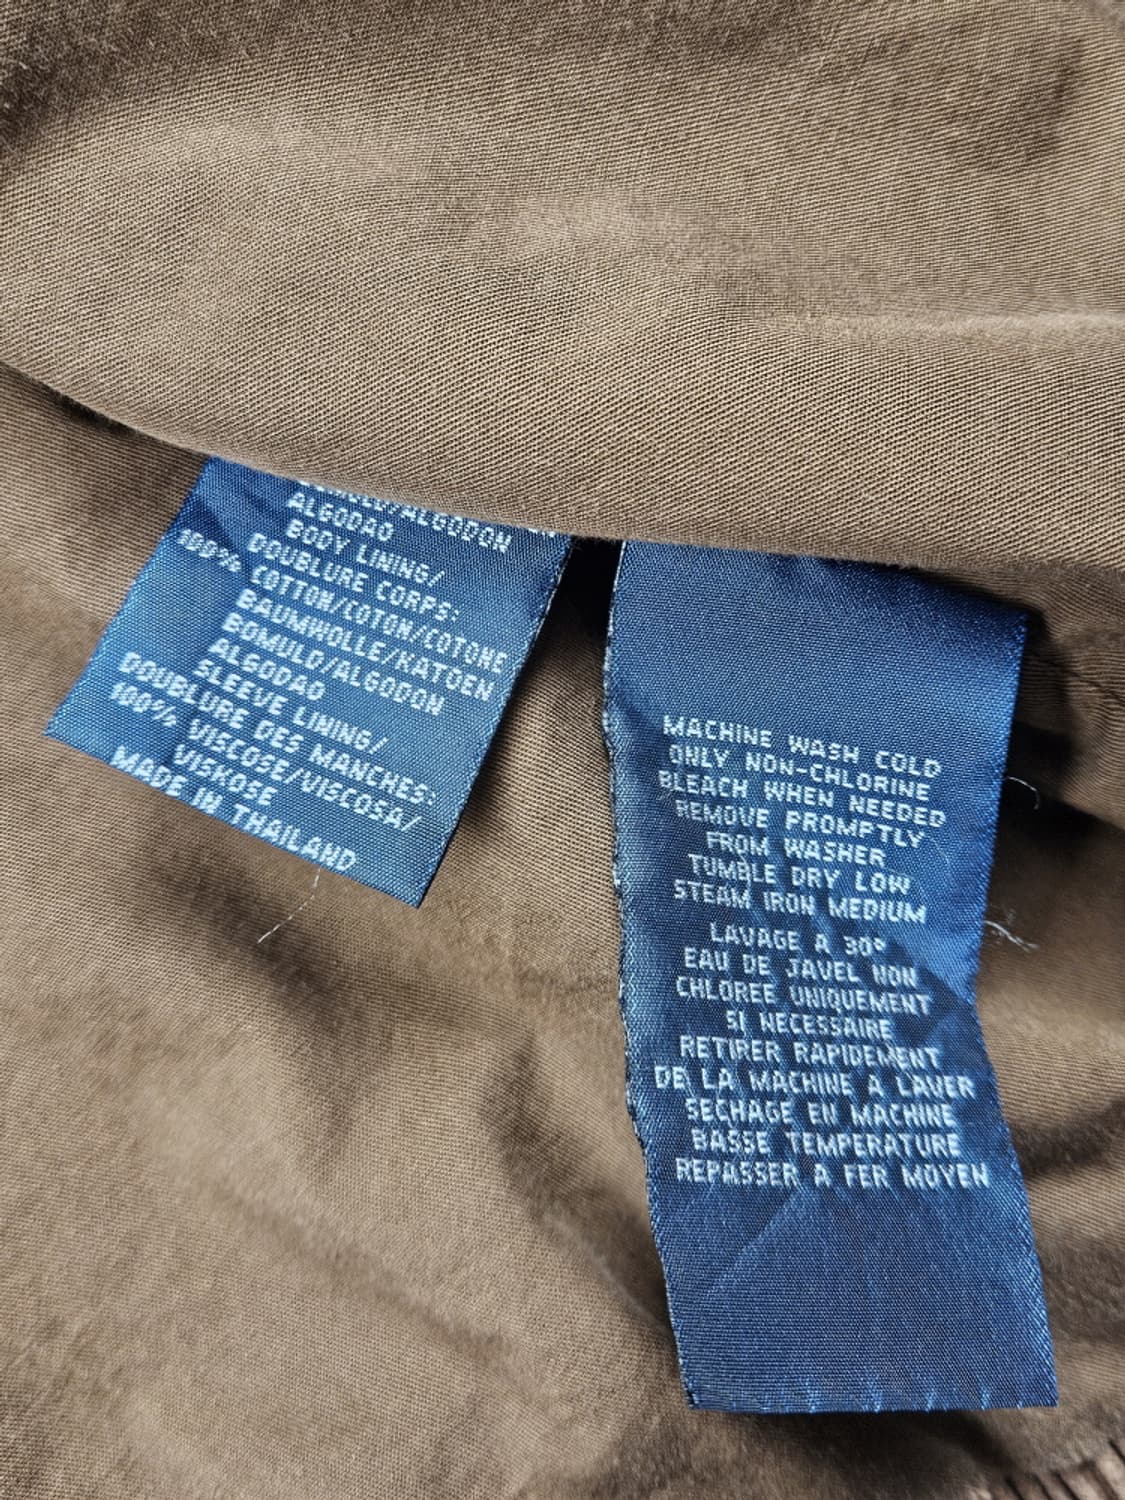 ALGODON
ALGODAO
BODY LINING/
DOUBLURE CORPS:
100% COTTON/COTON/COTONE
BAUMWOLLE/KATOEN
BOMULD/ALGODON
ALGODAO
SLEEVE LINING/
DOUBLURE DES MANCHES:
100% VISCOSE/VISCOSA/
VISKOSE
MADE IN THAILAND
MACHINE WASH COLD
ONLY NON-CHLORINE
BLEACH WHEN NEEDED
REMOVE PROMPTLY
FROM WASHER
TUMBLE DRY LOW
STEAM IRON MEDIUM
LAVAGE A 30°
EAU DE JAVEL NON
CHLOREE UNIQUEMENT
SI NECESSAIRE
RETIRER RAPIDEMENT
DE LA MACHINE A LAVER
SECHAGE EN MACHINE
BASSE TEMPERATURE
REPASSER A FER MOYEN